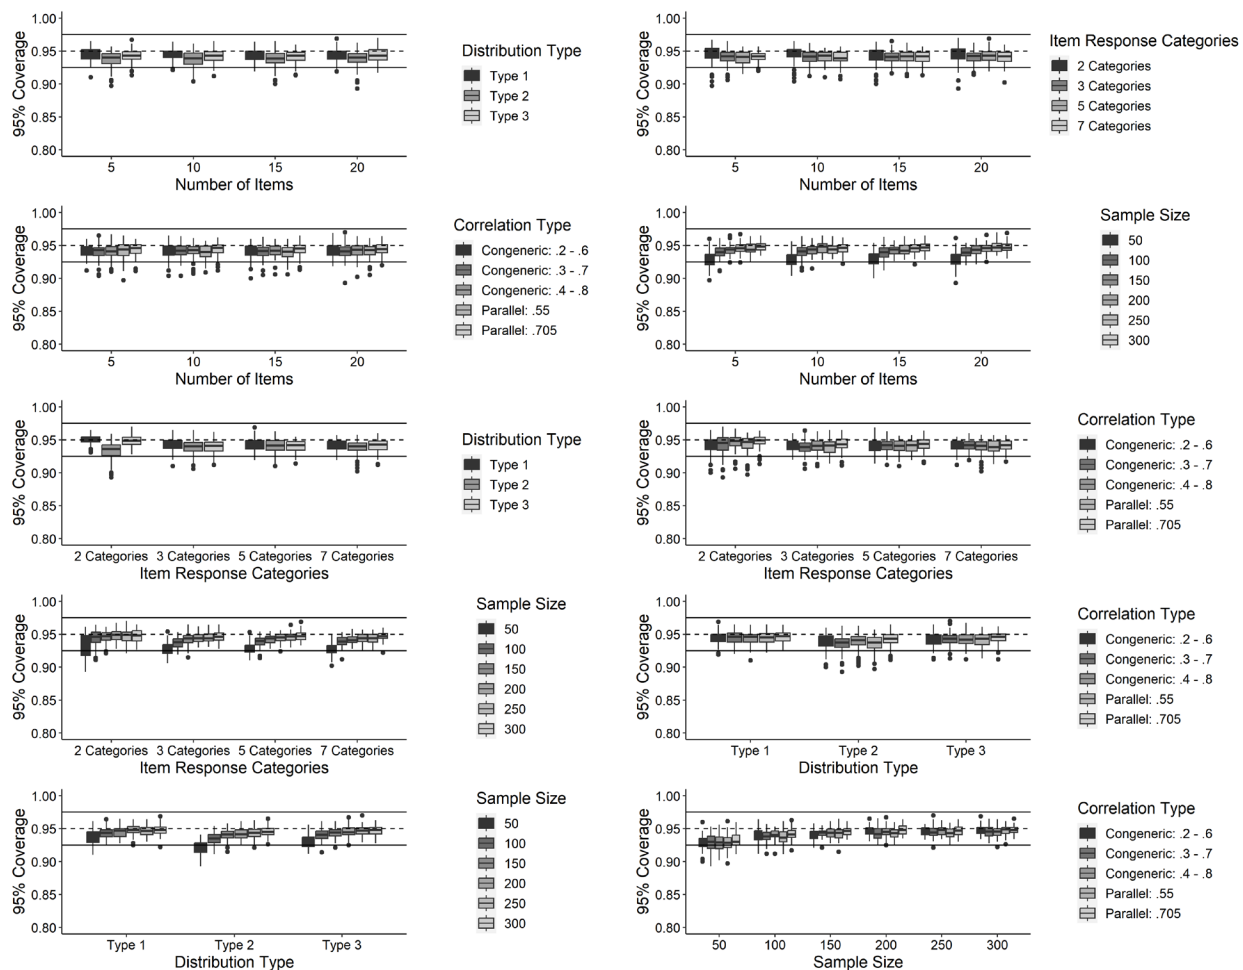 95% Coverage
1.00
0.95
0.90
0.85
0.80
5
10
15
20
Number of Items
Distribution Type
Type 1
Type 2
Type 3
95% Coverage
1.00
0.95
0.90
0.85
0.80
5
10
15
20
Number of Items
Item Response Categories
2 Categories
3 Categories
5 Categories
7 Categories
95% Coverage
1.00
0.95
0.90
0.85
0.80
5
10
15
20
Number of Items
Correlation Type
Congeneric: .2 - .6
Congeneric: .3 - .7
Congeneric: .4 - .8
Parallel: .55
Parallel: .705
95% Coverage
1.00
0.95
0.90
0.85
0.80
5
10
15
20
Number of Items
Sample Size
50
100
150
200
250
300
95% Coverage
1.00
0.95
0.90
0.85
0.80
2 Categories
3 Categories
5 Categories
7 Categories
Item Response Categories
Distribution Type
Type 1
Type 2
Type 3
95% Coverage
1.00
0.95
0.90
0.85
0.80
2 Categories
3 Categories
5 Categories
7 Categories
Item Response Categories
Correlation Type
Congeneric: .2 - .6
Congeneric: .3 - .7
Congeneric: .4 - .8
Parallel: .55
Parallel: .705
95% Coverage
1.00
0.95
0.90
0.85
0.80
2 Categories
3 Categories
5 Categories
7 Categories
Item Response Categories
Sample Size
50
100
150
200
250
300
95% Coverage
1.00
0.95
0.90
0.85
0.80
Type 1
Type 2
Type 3
Distribution Type
Correlation Type
Congeneric: .2 - .6
Congeneric: .3 - .7
Congeneric: .4 - .8
Parallel: .55
Parallel: .705
95% Coverage
1.00
0.95
0.90
0.85
0.80
Type 1
Type 2
Type 3
Distribution Type
Sample Size
50
100
150
200
250
300
95% Coverage
1.00
0.95
0.90
0.85
0.80
50
100
150
200
250
300
Sample Size
Correlation Type
Congeneric: .2 - .6
Congeneric: .3 - .7
Congeneric: .4 - .8
Parallel: .55
Parallel: .705